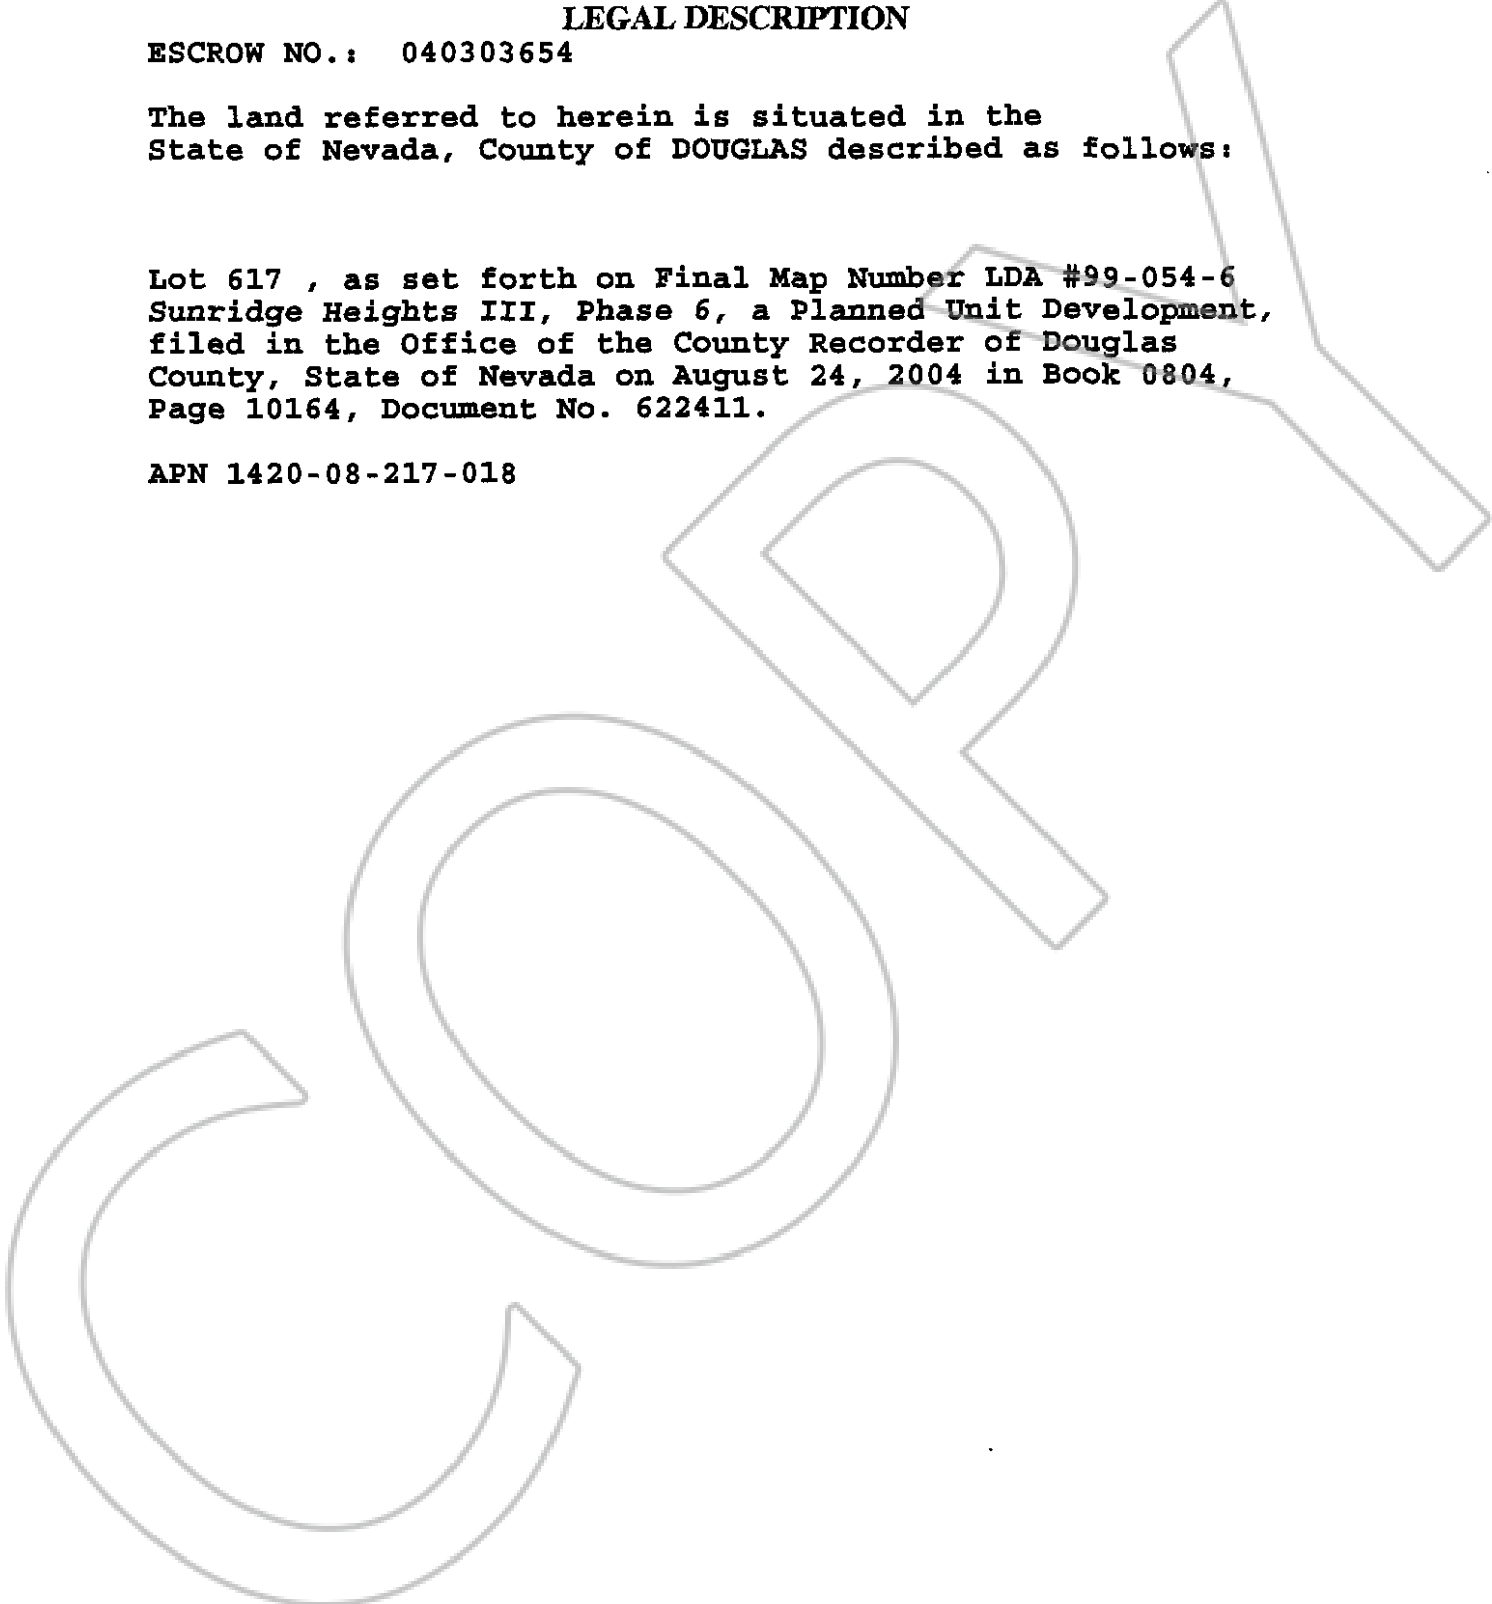 LEGAL DESCRIPTION
ESCROW NO.: 040303654
The land referred to herein is situated in the
State of Nevada, County of DOUGLAS described as follows:
Lot 617 , as set forth on Final Map Number LDA #99-054-6
Sunridge Heights III, Phase 6, a Planned Unit Development,
filed in the Office of the County Recorder of Douglas
County, State of Nevada on August 24, 2004 in Book 0804,
Page 10164, Document No. 622411.
APN 1420-08-217-018
COPY